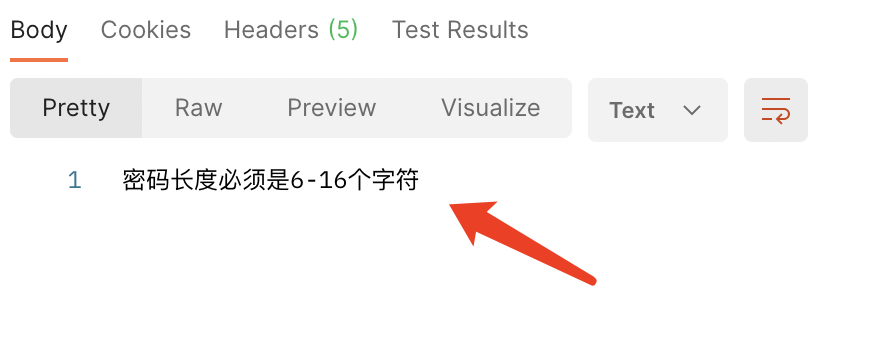 Body Cookies Headers (5) Test Results
Pretty Raw Preview Visualize Text
1 密码长度必须是6-16个字符